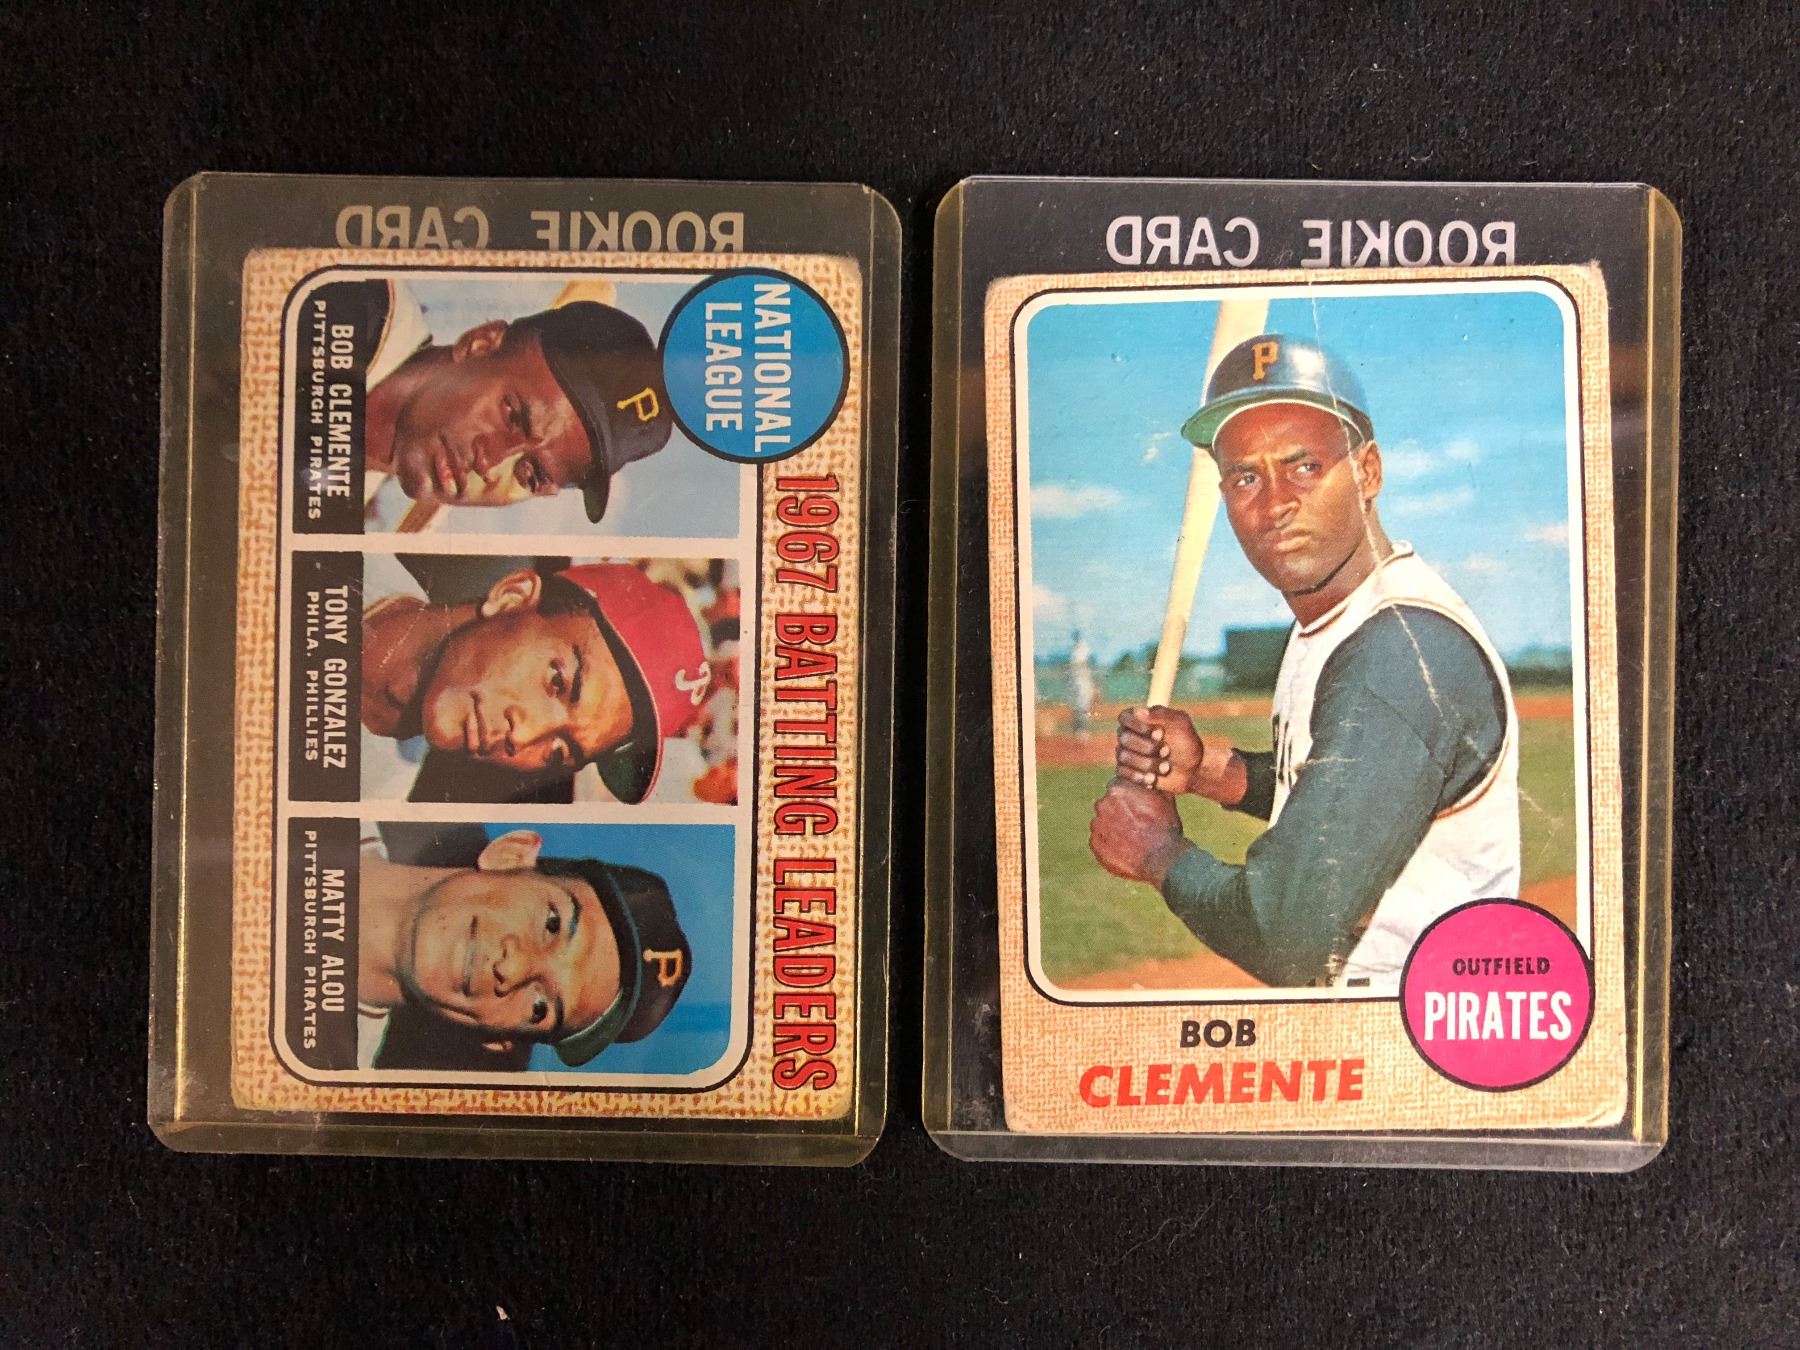 ROOKIE CARD
NATIONAL
LEAGUE
1967 BATTING LEADERS
BOB CLEMENTE
PITTSBURGH PIRATES
TONY GONZALEZ
PHILA. PHILLIES
MATTY ALOU
PITTSBURGH PIRATES
P
P
P
ROOKIE CARD
P
OUTFIELD
PIRATES
BOB
CLEMENTE